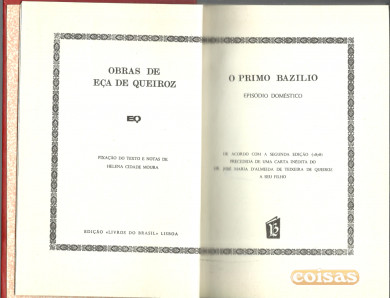 OBRAS DE
EÇA DE QUEIROZ
EQ
FIXAÇÃO DO TEXTO E NOTAS DE
HELENA CIDADE MOURA
EDIÇÃO «LIVROS DO BRASIL» LISBOA
O PRIMO BAZILIO
EPISÓDIO DOMÉSTICO
DE ACORDO COM A SEGUNDA EDIÇÃO
PRECEDIDA DE UMA CARTA INÉDITA DO
DR. JOSÉ MARIA D'ALMEIDA DE TEIXEIRA DE QUEIROZ
A SEU FILHO
coisas